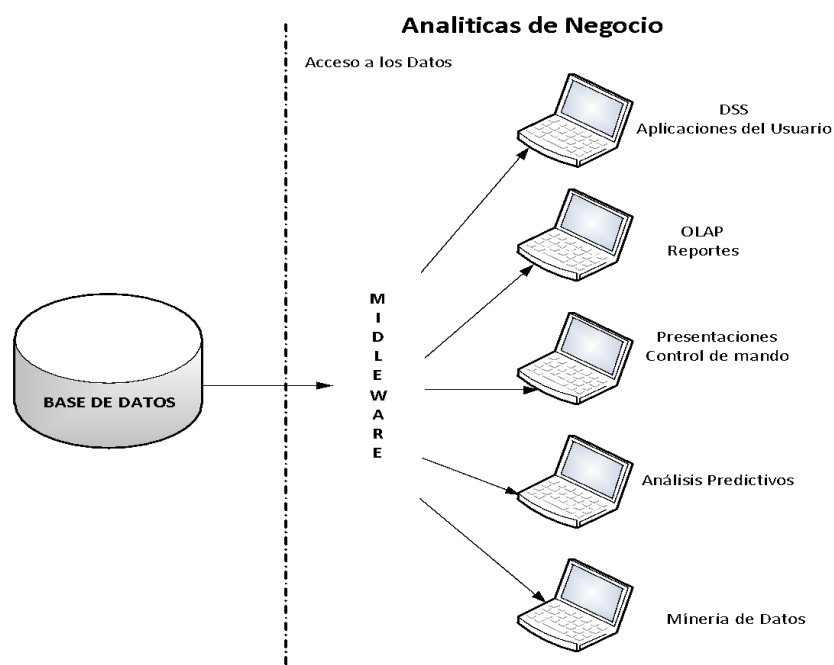 Analiticas de Negocio
Acceso a los Datos
DSS
Aplicaciones del Usuario
OLAP
Reportes
MIDLEWARE
Presentaciones
Control de mando
BASE DE DATOS
Análisis Predictivos
Míneria de Datos